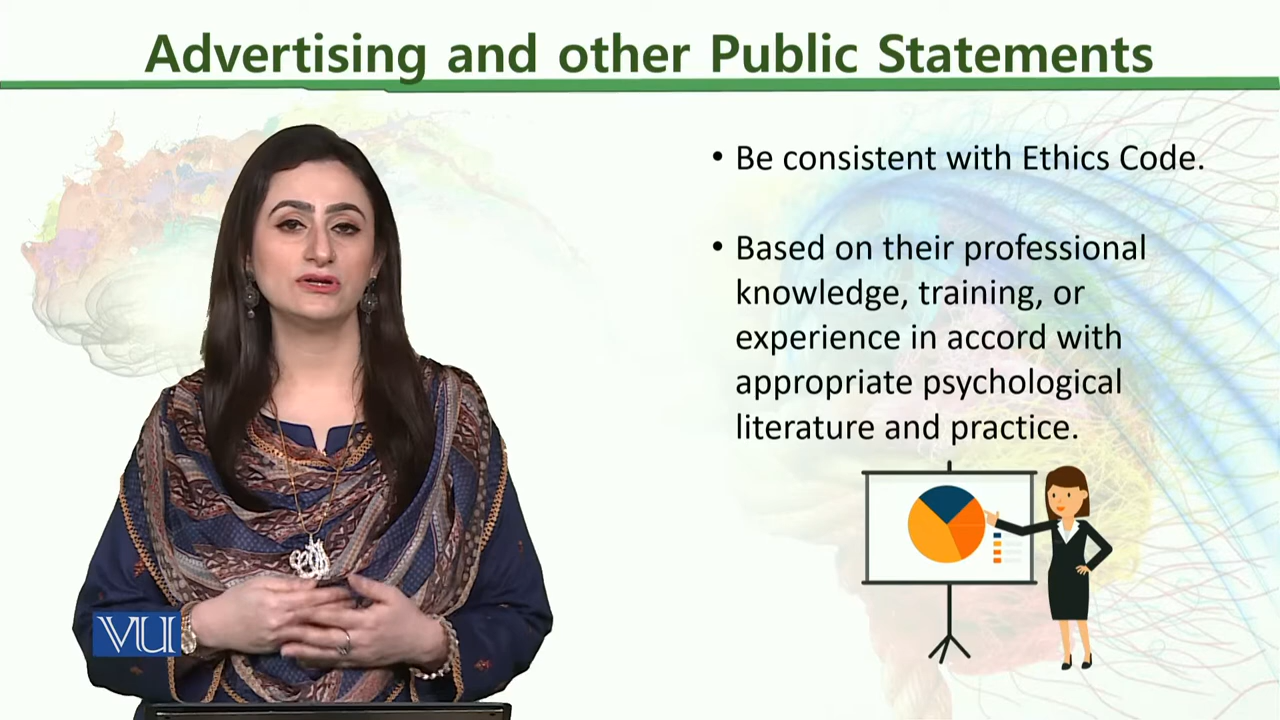 Advertising and other Public Statements
• Be consistent with Ethics Code.
• Based on their professional
knowledge, training, or
experience in accord with
appropriate psychological
literature and practice.
VU